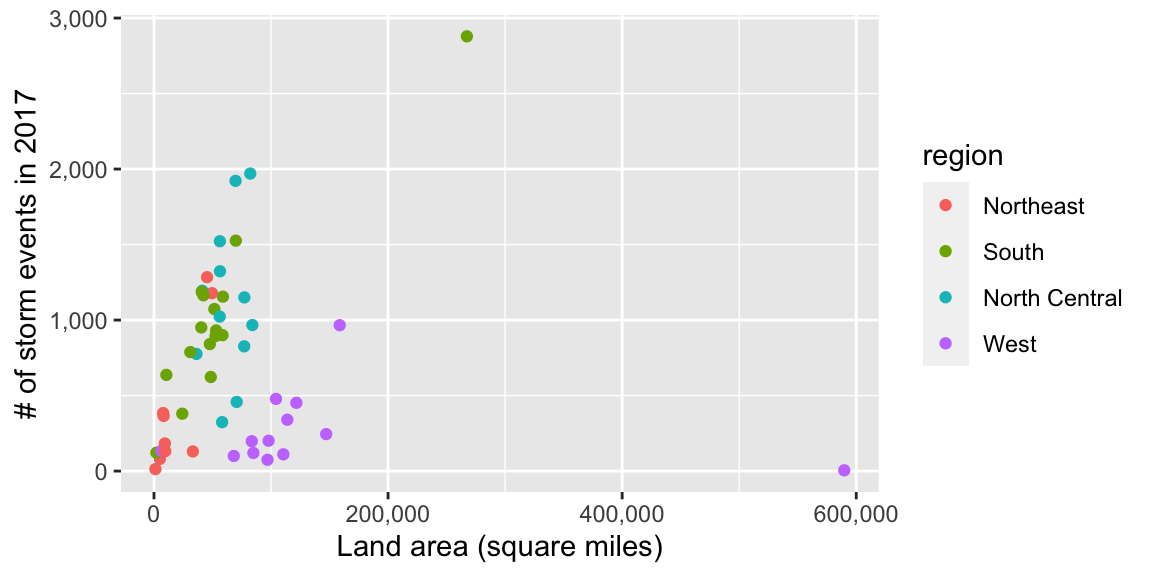 3,000
2,000
1,000
0
# of storm events in 2017
0
200,000
400,000
600,000
Land area (square miles)
region
Northeast
South
North Central
West